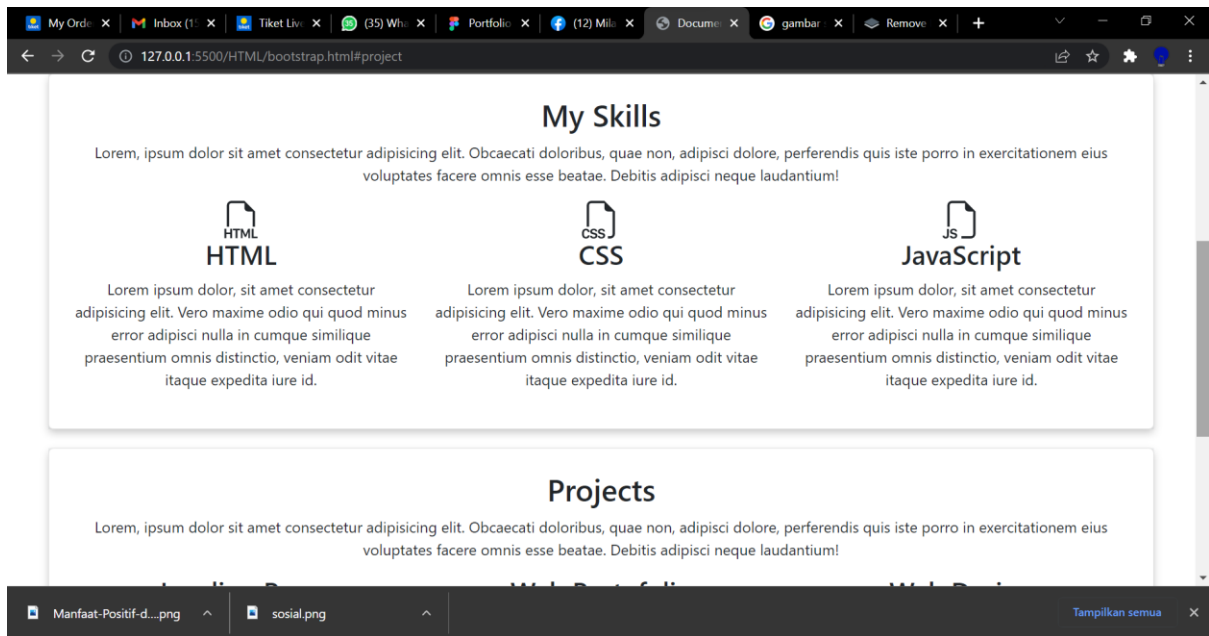 My Orde
Inbox (1
Tiket Live
(35) Wha
Portfolio
(12) Mila
Docume
gambar
Remove
127.0.0.1:5500/HTML/bootstrap.html#project
My Skills
Lorem, ipsum dolor sit amet consectetur adipisicing elit. Obcaecati doloribus, quae non, adipisci dolore, perferendis quis iste porro in exercitationem eius
voluptates facere omnis esse beatae. Debitis adipisci neque laudantium!
HTML
HTML
Lorem ipsum dolor, sit amet consectetur
adipisicing elit. Vero maxime odio qui quod minus
error adipisci nulla in cumque similique
praesentium omnis distinctio, veniam odit vitae
itaque expedita iure id.
CSS
CSS
Lorem ipsum dolor, sit amet consectetur
adipisicing elit. Vero maxime odio qui quod minus
error adipisci nulla in cumque similique
praesentium omnis distinctio, veniam odit vitae
itaque expedita iure id.
JS
JavaScript
Lorem ipsum dolor, sit amet consectetur
adipisicing elit. Vero maxime odio qui quod minus
error adipisci nulla in cumque similique
praesentium omnis distinctio, veniam odit vitae
itaque expedita iure id.
Projects
Lorem, ipsum dolor sit amet consectetur adipisicing elit. Obcaecati doloribus, quae non, adipisci dolore, perferendis quis iste porro in exercitationem eius
voluptates facere omnis esse beatae. Debitis adipisci neque laudantium!
Manfaat-Positif-d....png
sosial.png
Tampilkan semua